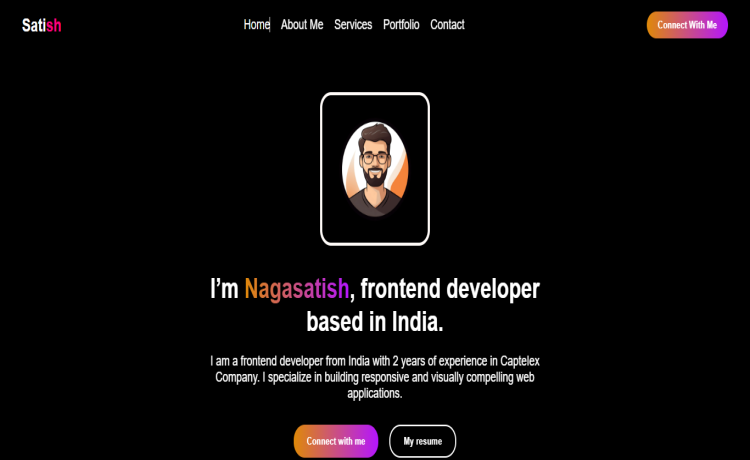 Satish
Home About Me Services Portfolio Contact
Connect With Me
I'm Nagasatish, frontend developer
based in India.
I am a frontend developer from India with 2 years of experience in Captelex
Company. I specialize in building responsive and visually compelling web
applications.
Connect with me
My resume